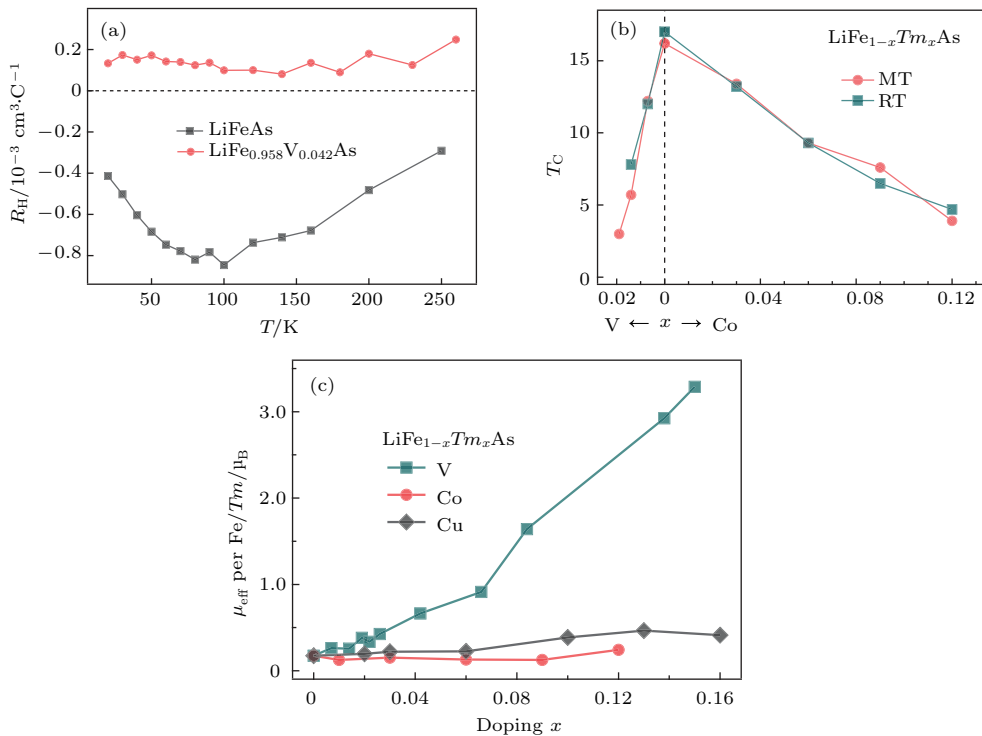 (a)
0.2
0
−0.2
−0.4
−0.6
−0.8
R_H/10⁻³ cm³·C⁻¹
LiFeAs
LiFe₀.₉₅₈V₀.₀₄₂As
50
100
150
200
250
T/K
(b)
LiFe₁₋ₓTmₓAs
MT
RT
15
10
5
0
T_C
0.02
0
0.04
0.08
0.12
V ← x → Co
(c)
LiFe₁₋ₓTmₓAs
V
Co
Cu
3.0
2.0
1.0
0
μ_eff per Fe/Tm/μ_B
0
0.04
0.08
0.12
0.16
Doping x